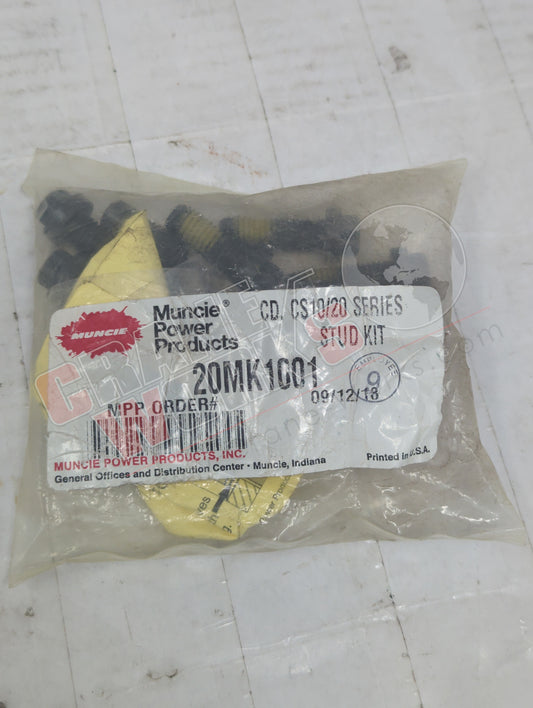 MUNCIE
Muncie® CD, CS10/20 SERIES
Power STUD KIT
Products
20MK1001
EMPLOYEE
9
09/12/18
MPP ORDER#
MUNCIE POWER PRODUCTS, INC.
General Offices and Distribution Center • Muncie, Indiana
Printed in U.S.A.